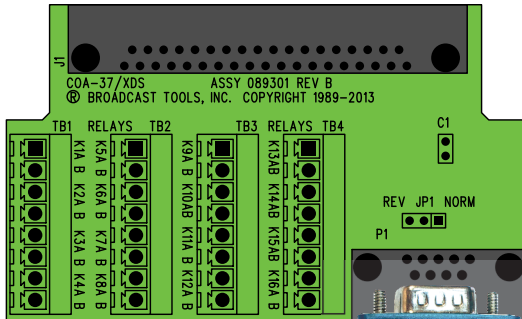 J1
COA-37/XDS ASSY 089301 REV B
® BROADCAST TOOLS, INC. COPYRIGHT 1989-2013
TB1 RELAYS TB2 TB3 RELAYS TB4
C1
K1A B K2A B K3A B K4A B
K5A B K6A B K7A B K8A B
K9A B K10AB K11A B K12A B
K13AB K14AB K15AB K16A B
REV JP1 NORM
P1